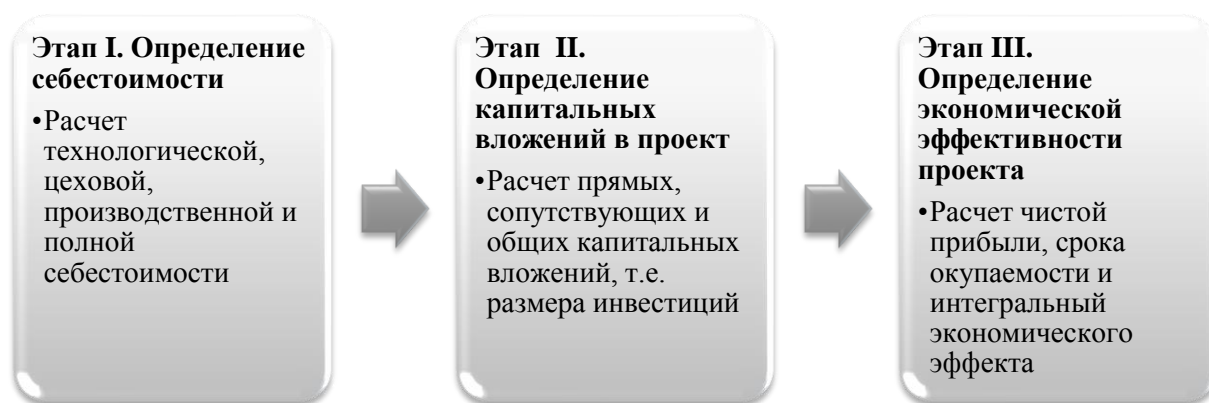 Этап I. Определение
себестоимости
•Расчет
технологической,
цеховой,
производственной и
полной
себестоимости
Этап II.
Определение
капитальных
вложений в проект
•Расчет прямых,
сопутствующих и
общих капитальных
вложений, т.е.
размера инвестиций
Этап III.
Определение
экономической
эффективности
проекта
•Расчет чистой
прибыли, срока
окупаемости и
интегральный
экономического
эффекта